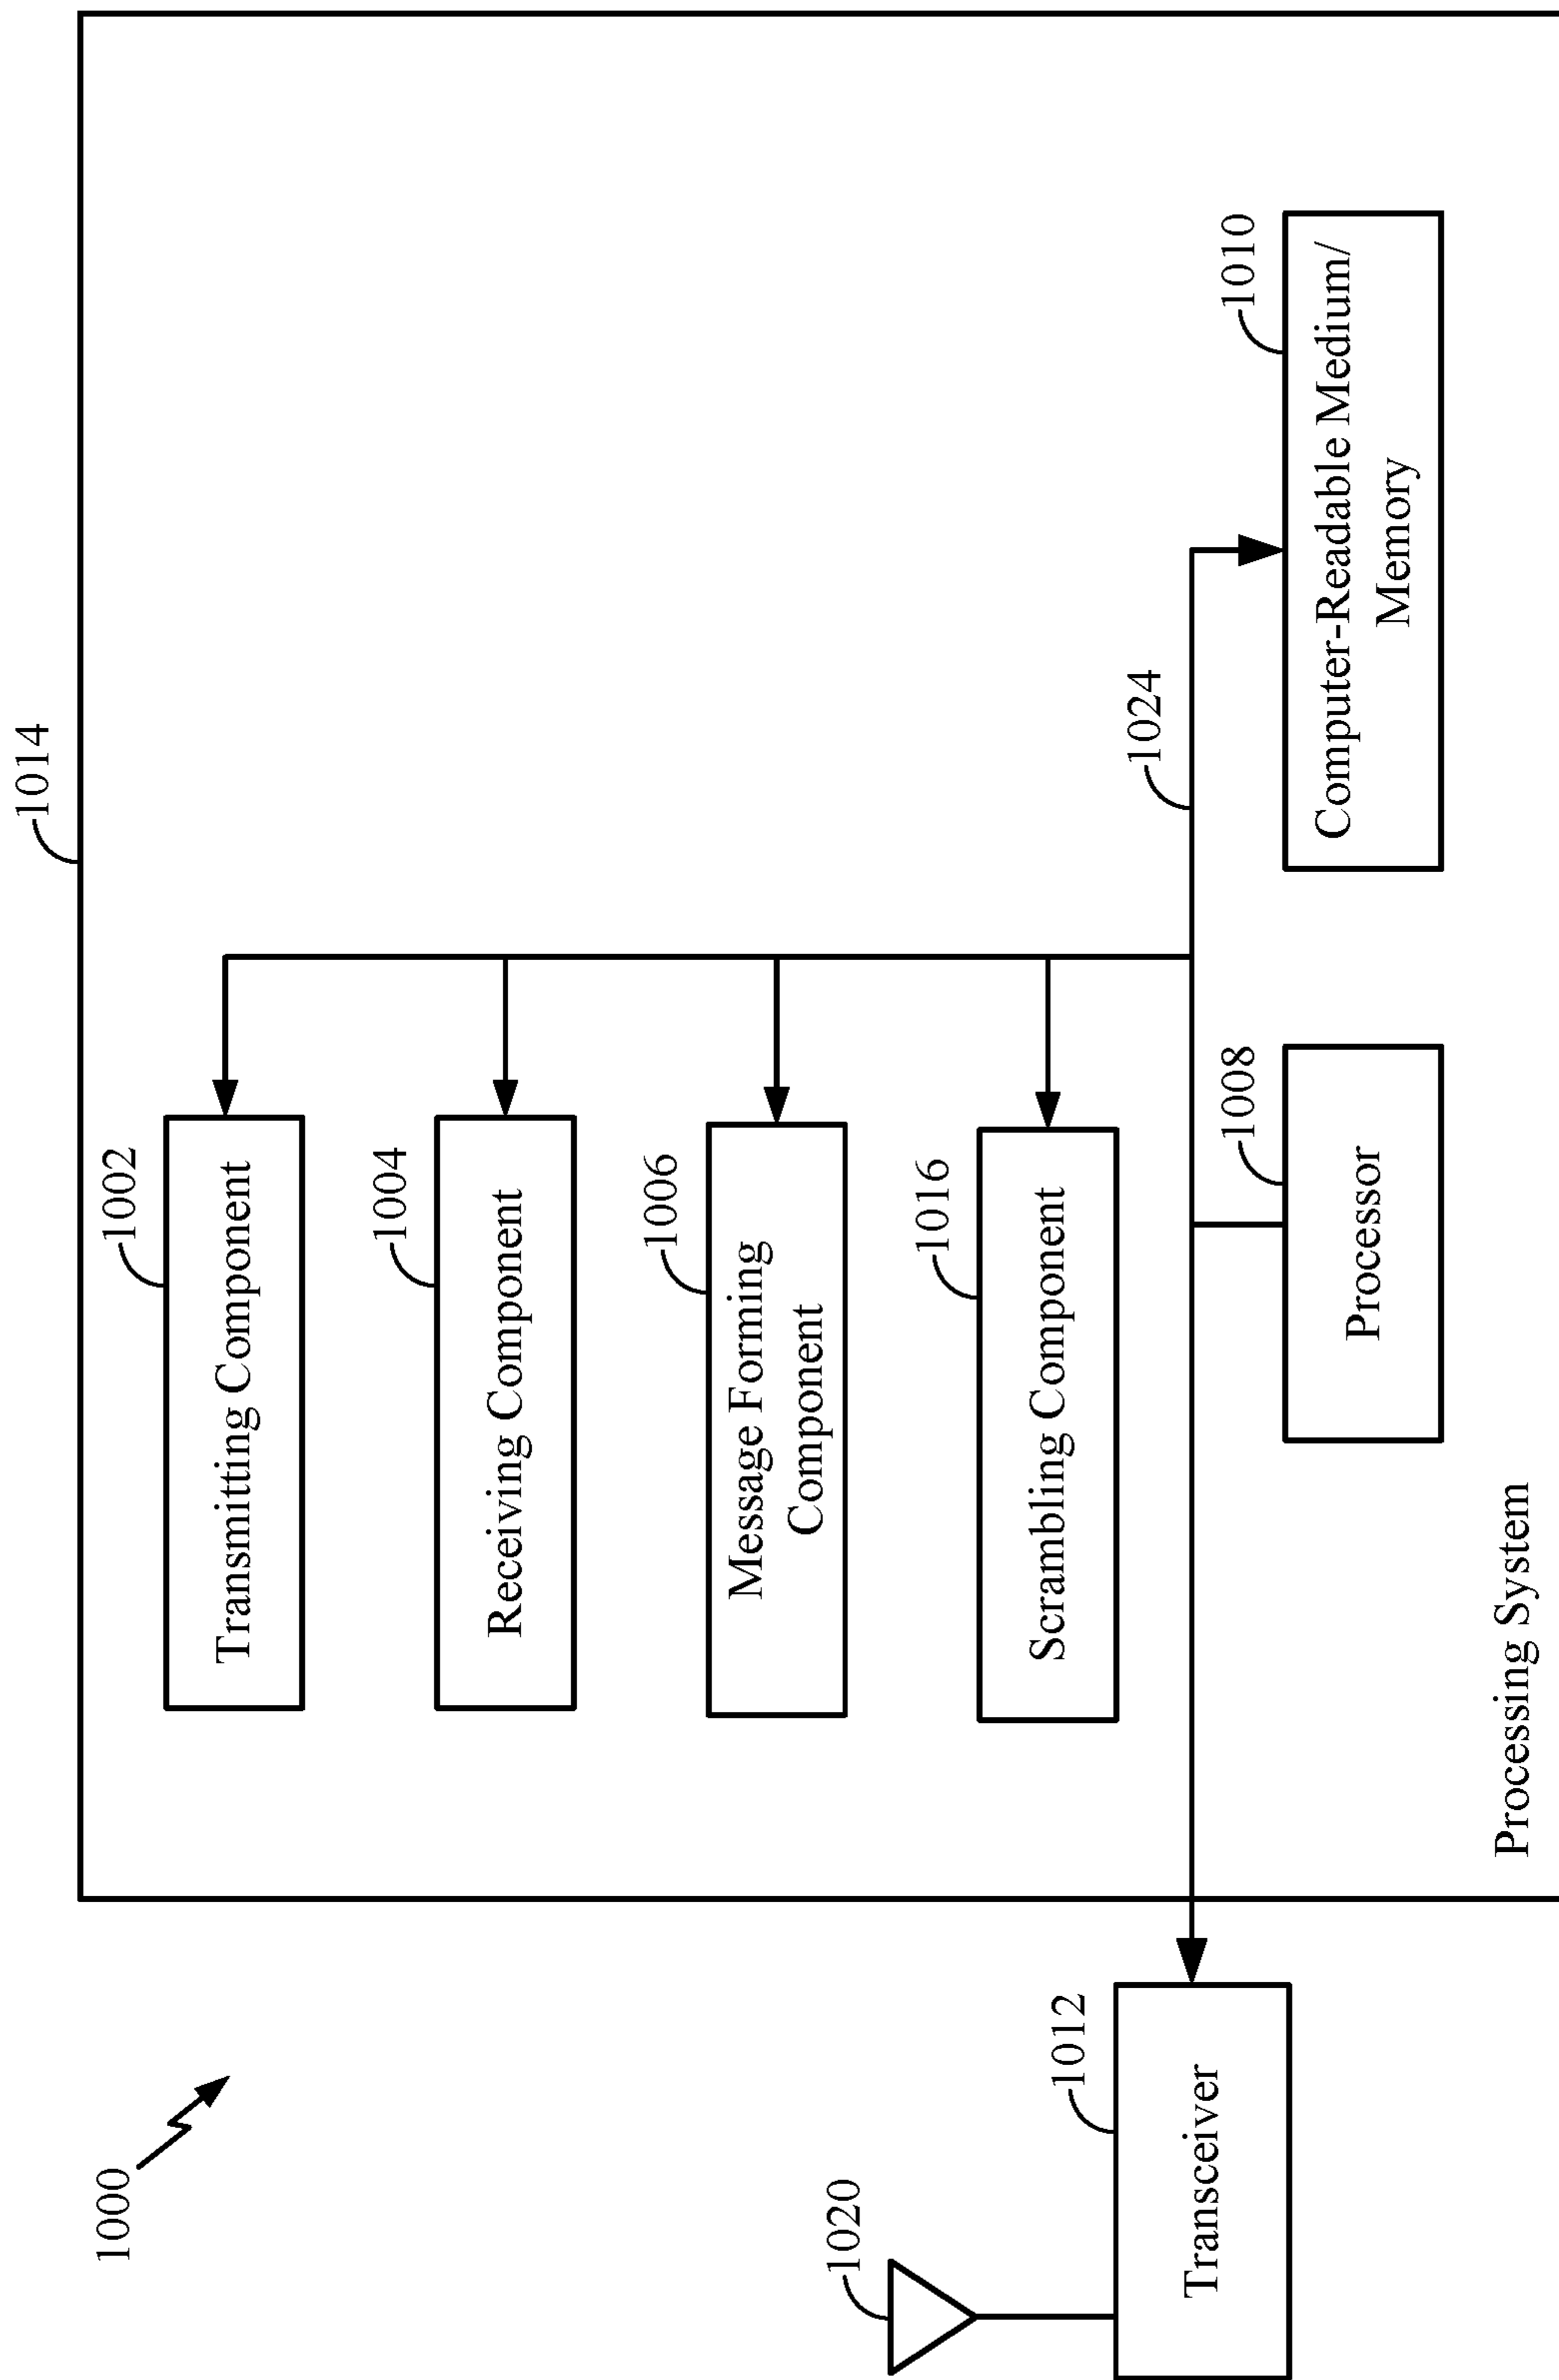 1000
1014
1002
Transmitting Component
1004
Receiving Component
1006
Message Forming
Component
1016
Scrambling Component
1020
1012
Transceiver
1024
1008
Processor
1010
Computer-Readable Medium/
Memory
Processing System